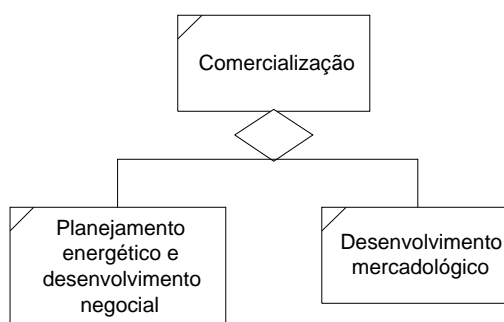 Comercialização
Planejamento
energético e
desenvolvimento
negocial
Desenvolvimento
mercadológico